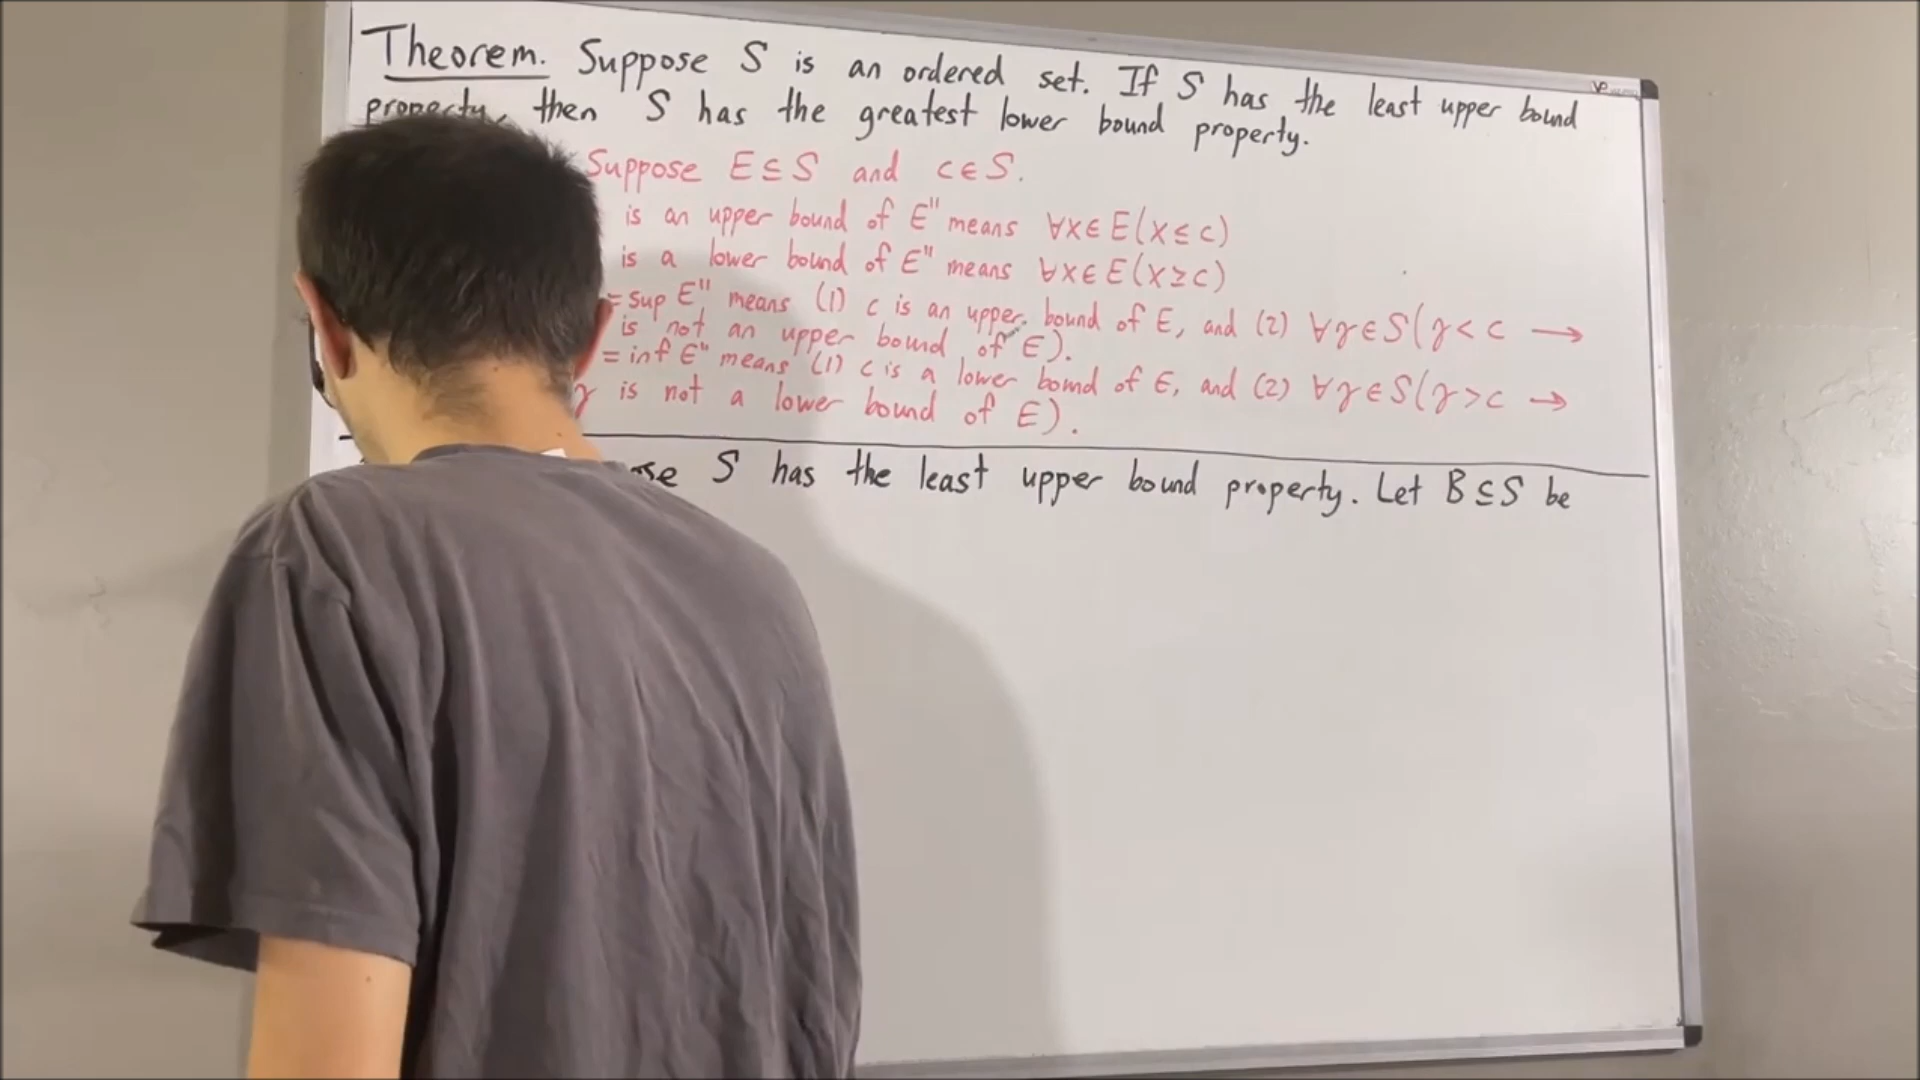 Theorem. Suppose S is an ordered set. If S has the least upper bound
property, then S has the greatest lower bound property.
Suppose E ⊆ S and c ∈ S.
is an upper bound of E" means ∀x∈E(x≤c)
is a lower bound of E" means ∀x∈E(x≥c)
=sup E" means (1) c is an upper bound of E, and (2) ∀γ∈S(γ<c →
is not an upper bound of E).
=inf E" means (1) c is a lower bound of E, and (2) ∀γ∈S(γ>c →
γ is not a lower bound of E).
S has the least upper bound property. Let B⊆S be